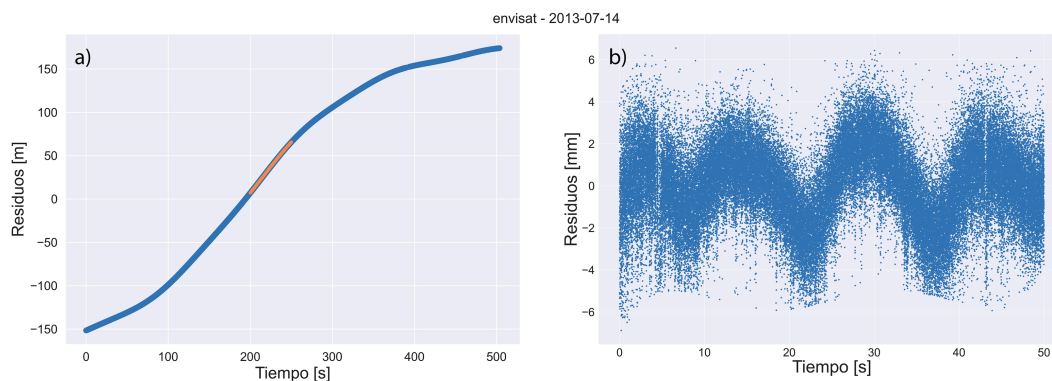 envisat - 2013-07-14
a)
Residuos [m]
150
100
50
0
−50
−100
−150
0 100 200 300 400 500
Tiempo [s]
b)
Residuos [mm]
6
4
2
0
−2
−4
−6
0 10 20 30 40 50
Tiempo [s]